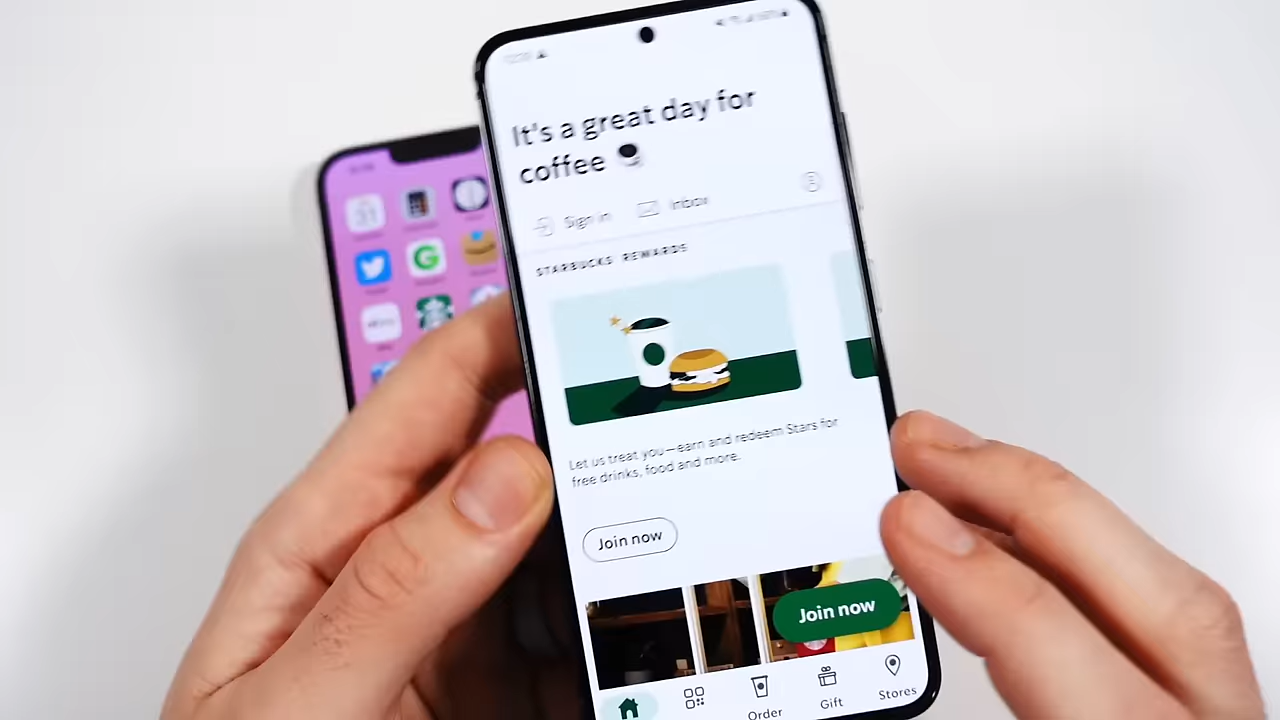 It's a great day for
coffee
Sign in
Inbox
STARBUCKS REWARDS
Let us treat you—earn and redeem Stars for
free drinks, food and more.
Join now
Join now
Order
Gift
Stores
31